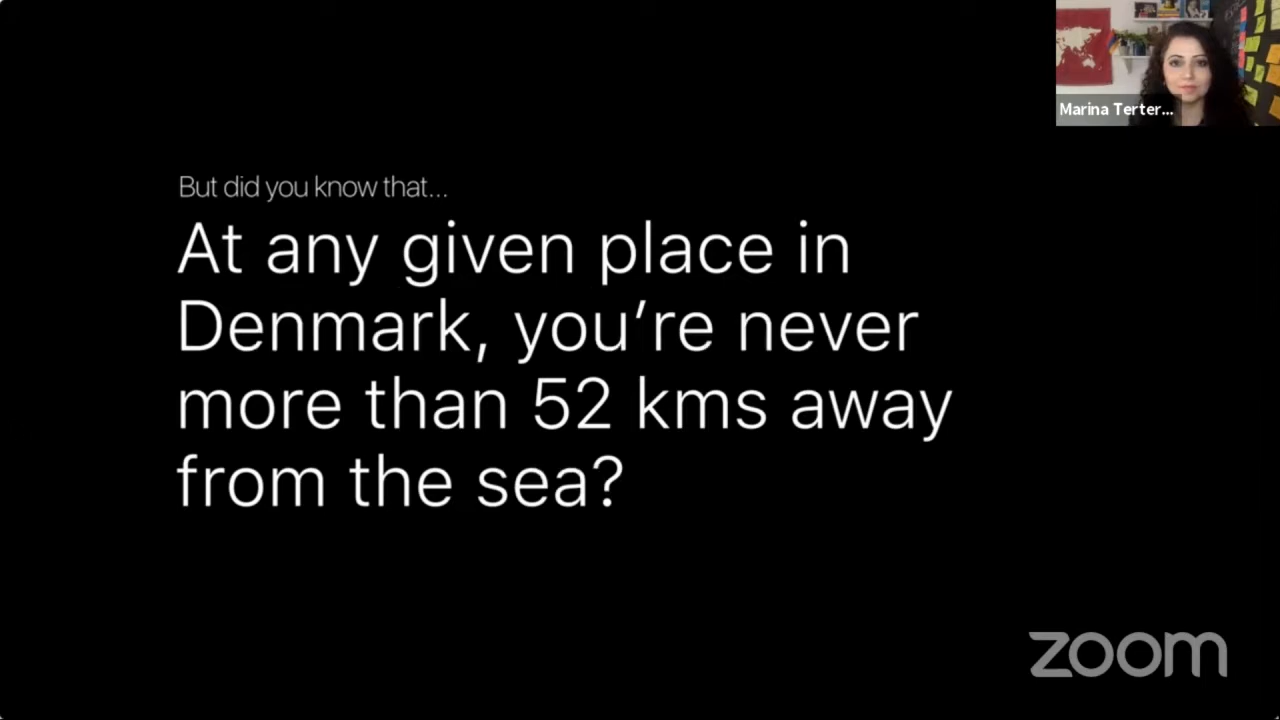 Marina Terter...
But did you know that...
At any given place in
Denmark, you’re never
more than 52 kms away
from the sea?
zoom